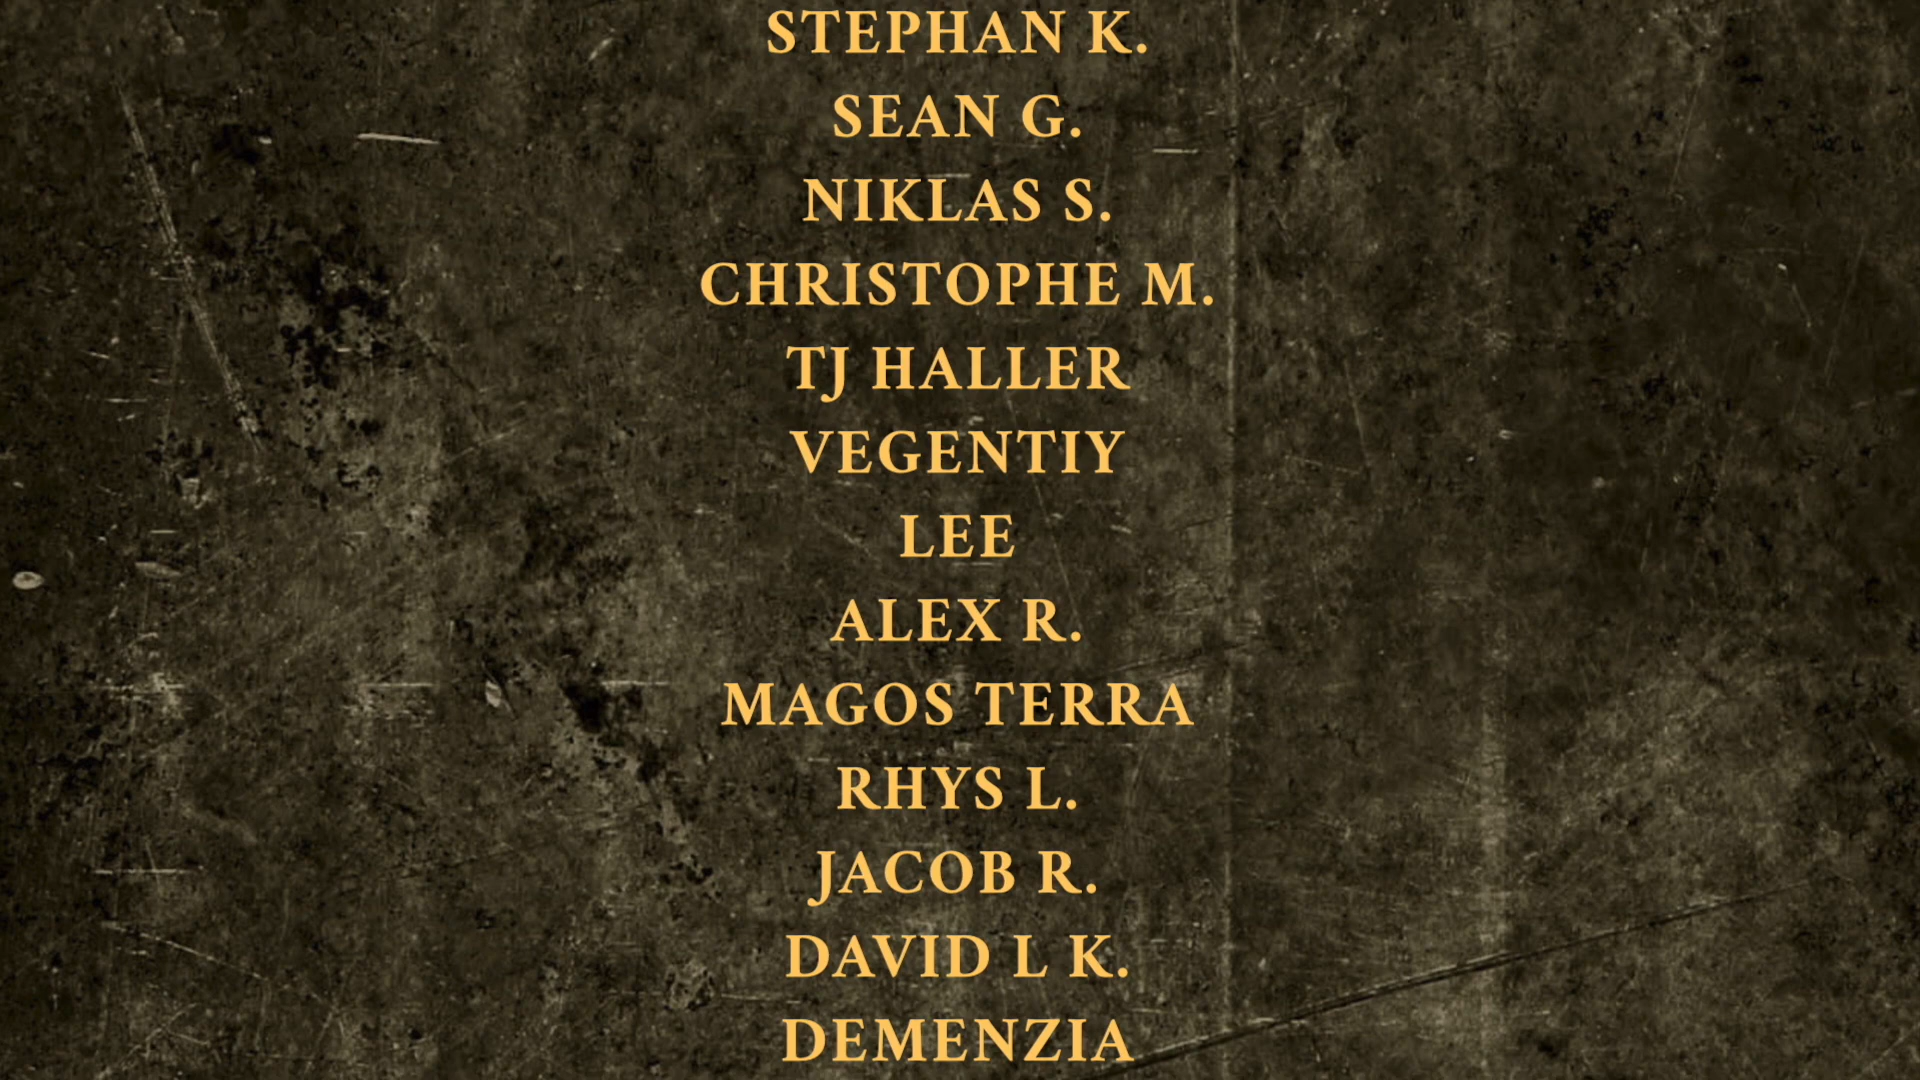 STEPHAN K.
SEAN G.
NIKLAS S.
CHRISTOPHE M.
TJ HALLER
VEGENTIY
LEE
ALEX R.
MAGOS TERRA
RHYS L.
JACOB R.
DAVID L K.
DEMENZIA